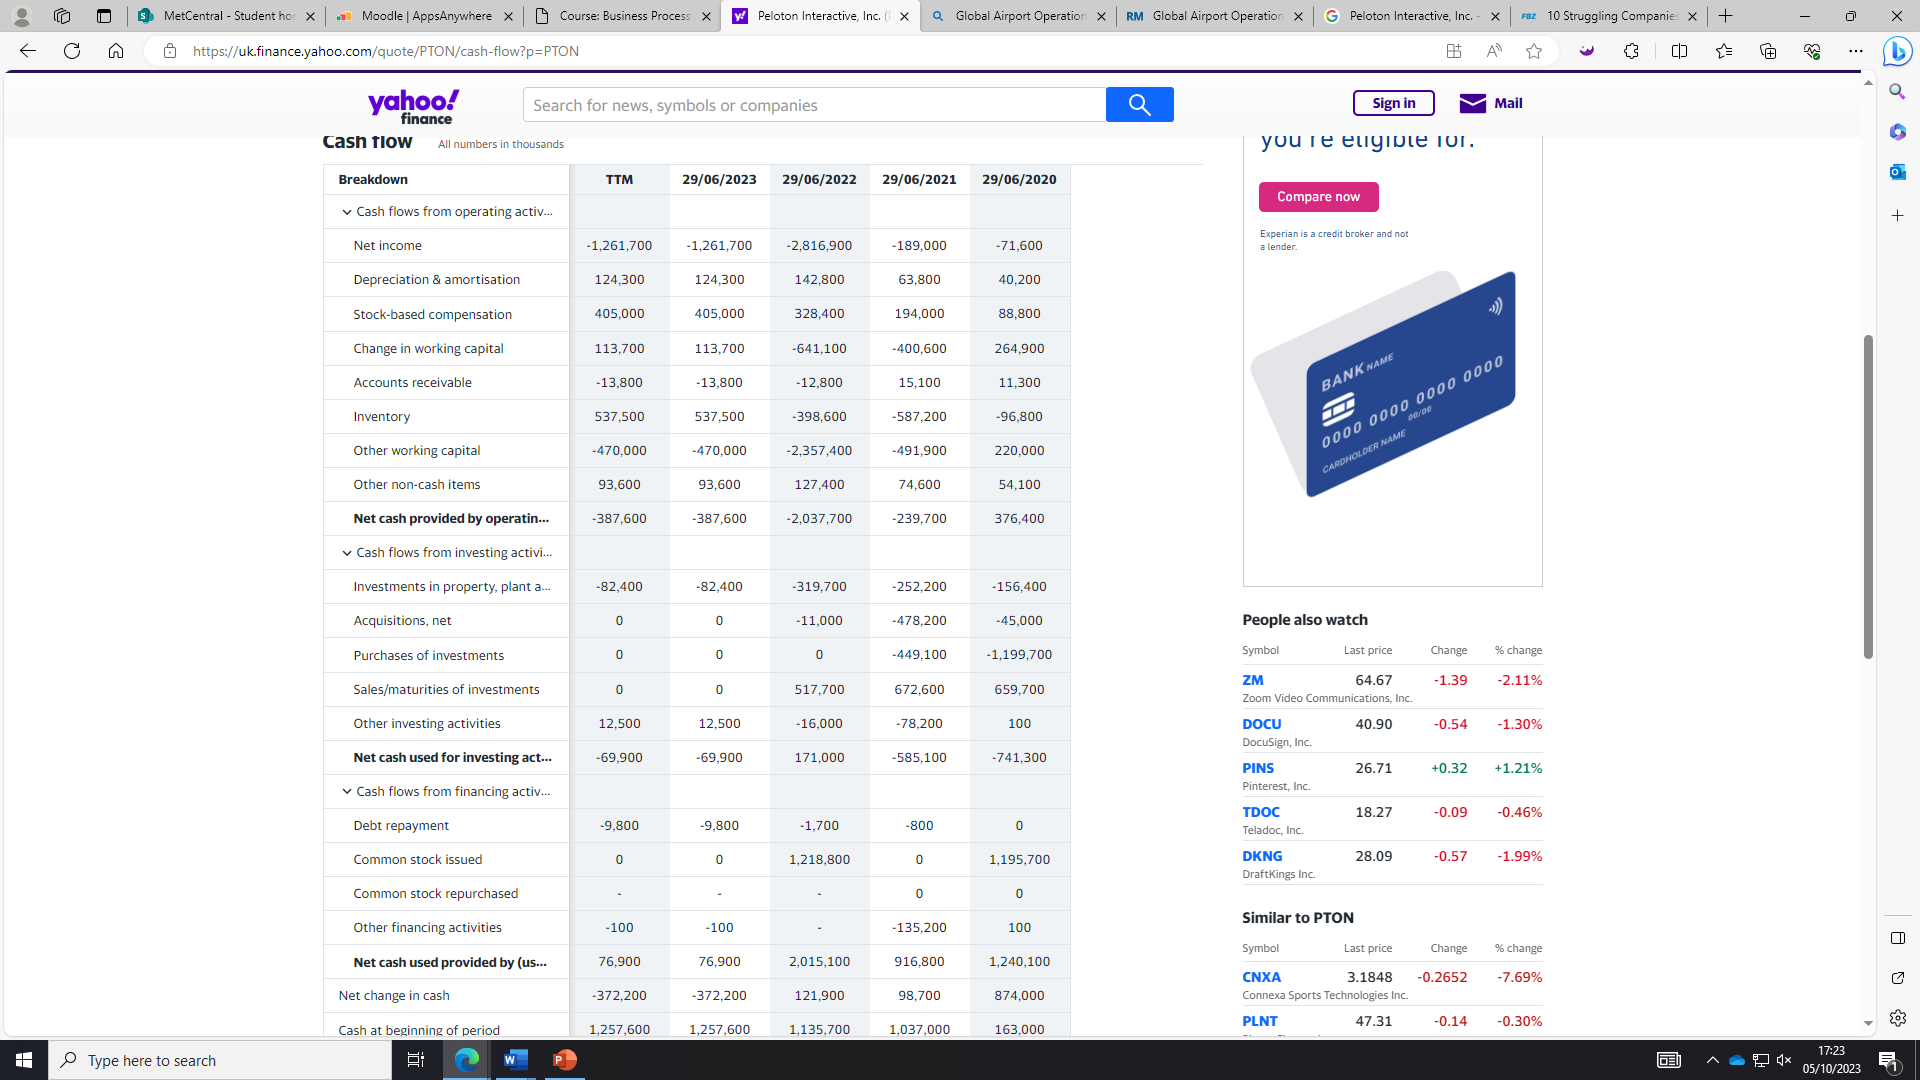 MetCentral - Student ho
Moodle | AppsAnywhere
Course: Business Process
Peloton Interactive, Inc. (P
Global Airport Operation
RM Global Airport Operation
Peloton Interactive, Inc. -
FBZ 10 Struggling Companies
https://uk.finance.yahoo.com/quote/PTON/cash-flow?p=PTON
yahoo!
finance
Search for news, symbols or companies
Sign in
Mail
Cash flow All numbers in thousands
Breakdown TTM 29/06/2023 29/06/2022 29/06/2021 29/06/2020
Cash flows from operating activ...
Net income -1,261,700 -1,261,700 -2,816,900 -189,000 -71,600
Depreciation & amortisation 124,300 124,300 142,800 63,800 40,200
Stock-based compensation 405,000 405,000 328,400 194,000 88,800
Change in working capital 113,700 113,700 -641,100 -400,600 264,900
Accounts receivable -13,800 -13,800 -12,800 15,100 11,300
Inventory 537,500 537,500 -398,600 -587,200 -96,800
Other working capital -470,000 -470,000 -2,357,400 -491,900 220,000
Other non-cash items 93,600 93,600 127,400 74,600 54,100
Net cash provided by operatin... -387,600 -387,600 -2,037,700 -239,700 376,400
Cash flows from investing activi...
Investments in property, plant a... -82,400 -82,400 -319,700 -252,200 -156,400
Acquisitions, net 0 0 -11,000 -478,200 -45,000
Purchases of investments 0 0 0 -449,100 -1,199,700
Sales/maturities of investments 0 0 517,700 672,600 659,700
Other investing activities 12,500 12,500 -16,000 -78,200 100
Net cash used for investing act... -69,900 -69,900 171,000 -585,100 -741,300
Cash flows from financing activ...
Debt repayment -9,800 -9,800 -1,700 -800 0
Common stock issued 0 0 1,218,800 0 1,195,700
Common stock repurchased - - - 0 0
Other financing activities -100 -100 - -135,200 100
Net cash used provided by (us... 76,900 76,900 2,015,100 916,800 1,240,100
Net change in cash -372,200 -372,200 121,900 98,700 874,000
Cash at beginning of period 1,257,600 1,257,600 1,135,700 1,037,000 163,000
you're eligible for.
Compare now
Experian is a credit broker and not
a lender.
BANK NAME
0000 0000 0000 0000
00/00
CARDHOLDER NAME
People also watch
Symbol Last price Change % change
ZM 64.67 -1.39 -2.11%
Zoom Video Communications, Inc.
DOCU 40.90 -0.54 -1.30%
DocuSign, Inc.
PINS 26.71 +0.32 +1.21%
Pinterest, Inc.
TDOC 18.27 -0.09 -0.46%
Teladoc, Inc.
DKNG 28.09 -0.57 -1.99%
DraftKings Inc.
Similar to PTON
Symbol Last price Change % change
CNXA 3.1848 -0.2652 -7.69%
Connexa Sports Technologies Inc.
PLNT 47.31 -0.14 -0.30%
Type here to search
17:23
05/10/2023
1